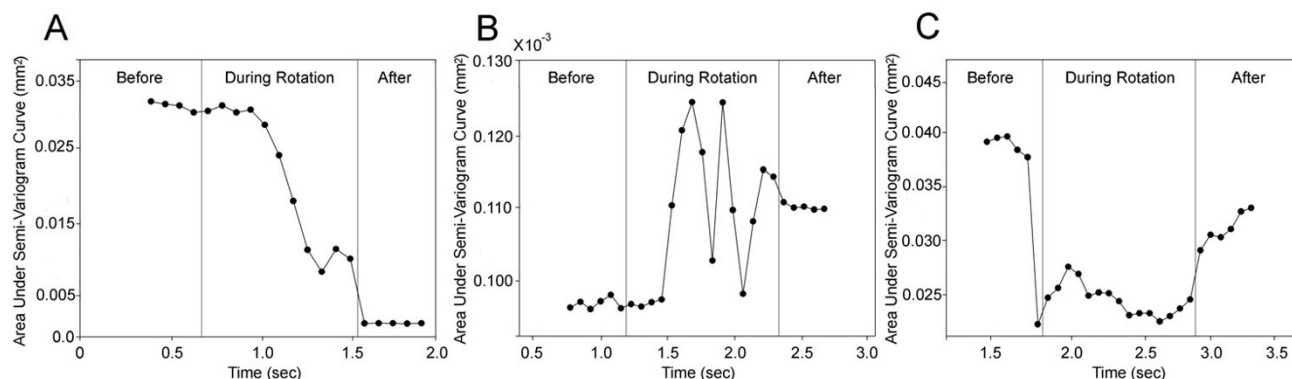 A
Area Under Semi-Variogram Curve (mm²)
Before
During Rotation
After
0.035
0.025
0.015
0.005
0.0
0
0.5
1.0
1.5
2.0
Time (sec)
B
X10⁻³
Area Under Semi-Variogram Curve (mm²)
Before
During Rotation
After
0.130
0.120
0.110
0.100
0.5
1.0
1.5
2.0
2.5
3.0
Time (sec)
C
Area Under Semi-Variogram Curve (mm²)
Before
During Rotation
After
0.045
0.040
0.035
0.030
0.025
1.5
2.0
2.5
3.0
3.5
Time (sec)